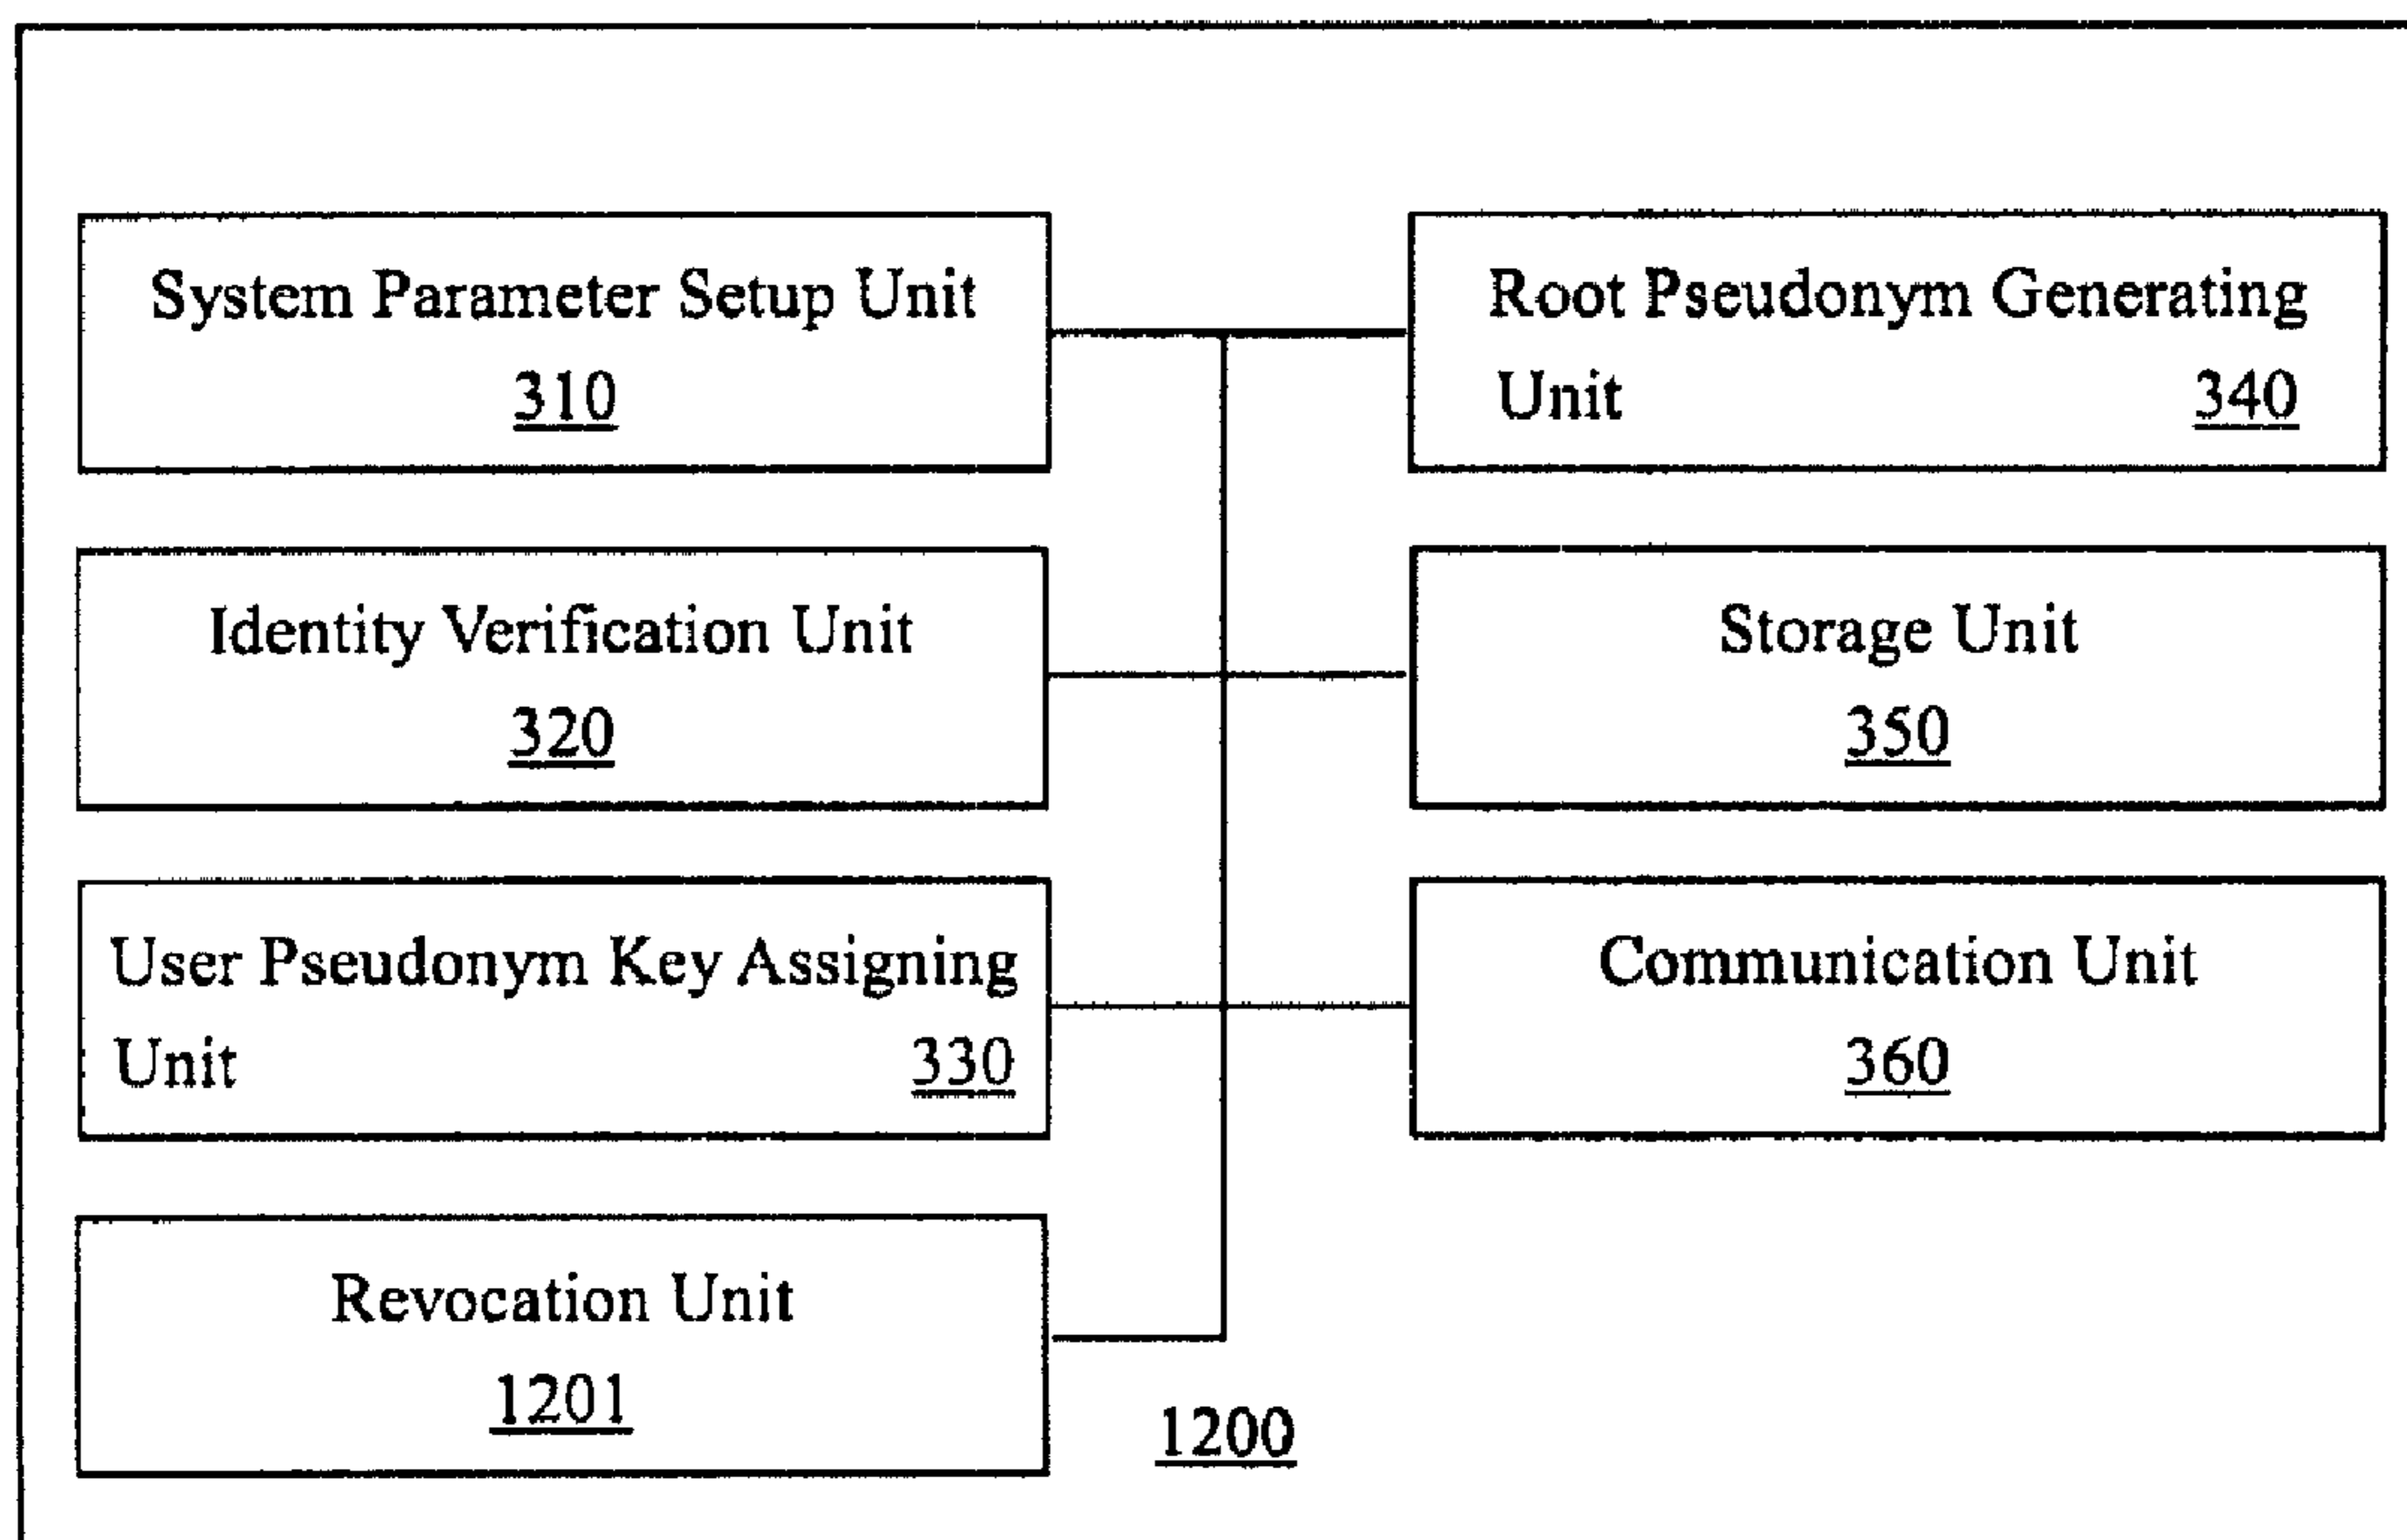 System Parameter Setup Unit
310
Root Pseudonym Generating
Unit 340
Identity Verification Unit
320
Storage Unit
350
User Pseudonym Key Assigning
Unit 330
Communication Unit
360
Revocation Unit
1201
1200